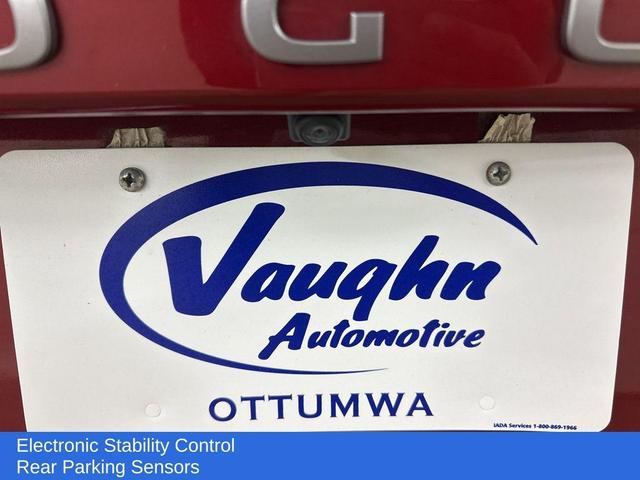 G
Vaughn
Automotive
OTTUMWA
IADA Services 1-800-869-1966
Electronic Stability Control
Rear Parking Sensors